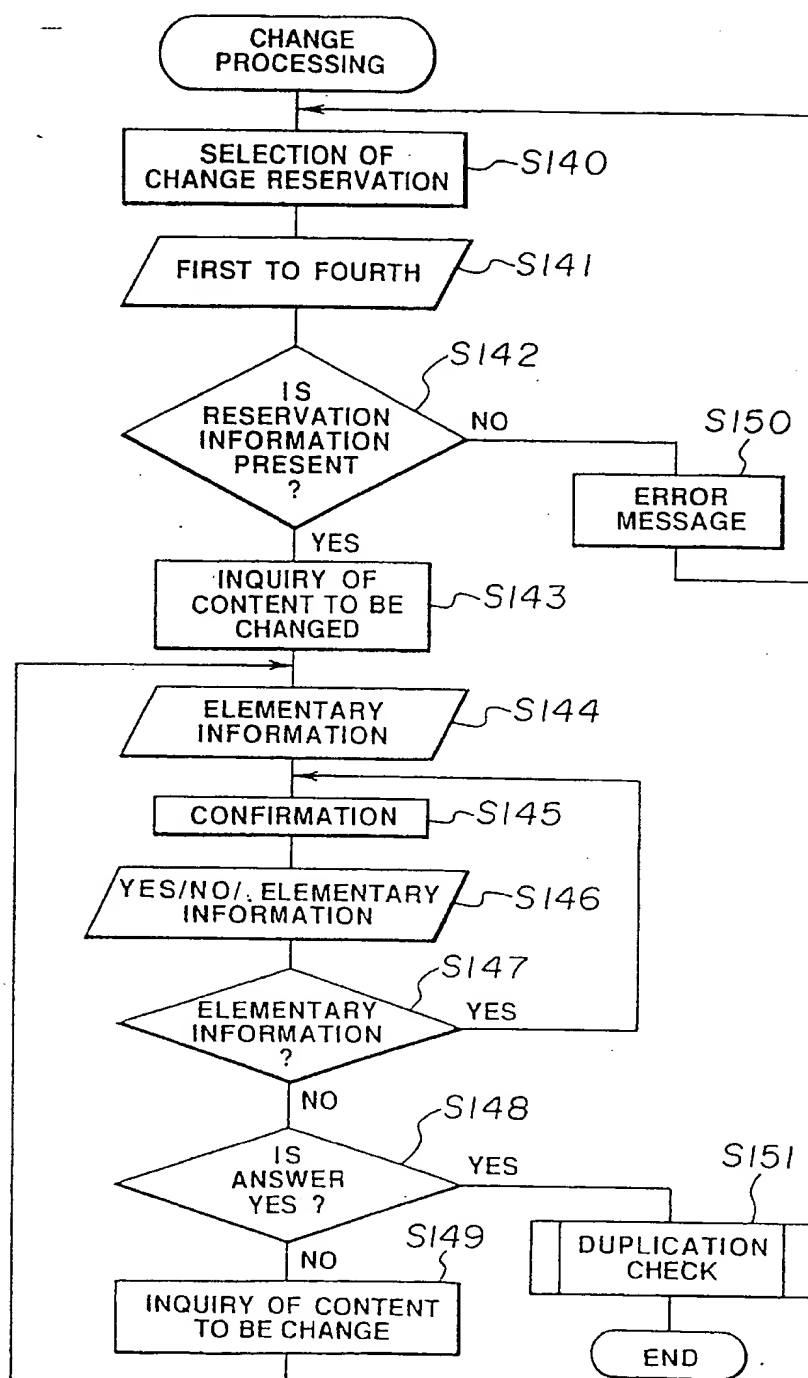 CHANGE
PROCESSING
SELECTION OF
CHANGE RESERVATION
S140
FIRST TO FOURTH
S141
S142
IS
RESERVATION
INFORMATION
PRESENT
?
NO
S150
ERROR
MESSAGE
YES
INQUIRY OF
CONTENT TO BE
CHANGED
S143
ELEMENTARY
INFORMATION
S144
CONFIRMATION
S145
YES/NO/. ELEMENTARY
INFORMATION
S146
S147
ELEMENTARY
INFORMATION
?
YES
NO
S148
IS
ANSWER
YES ?
YES
S151
DUPLICATION
CHECK
NO
S149
INQUIRY OF CONTENT
TO BE CHANGE
END